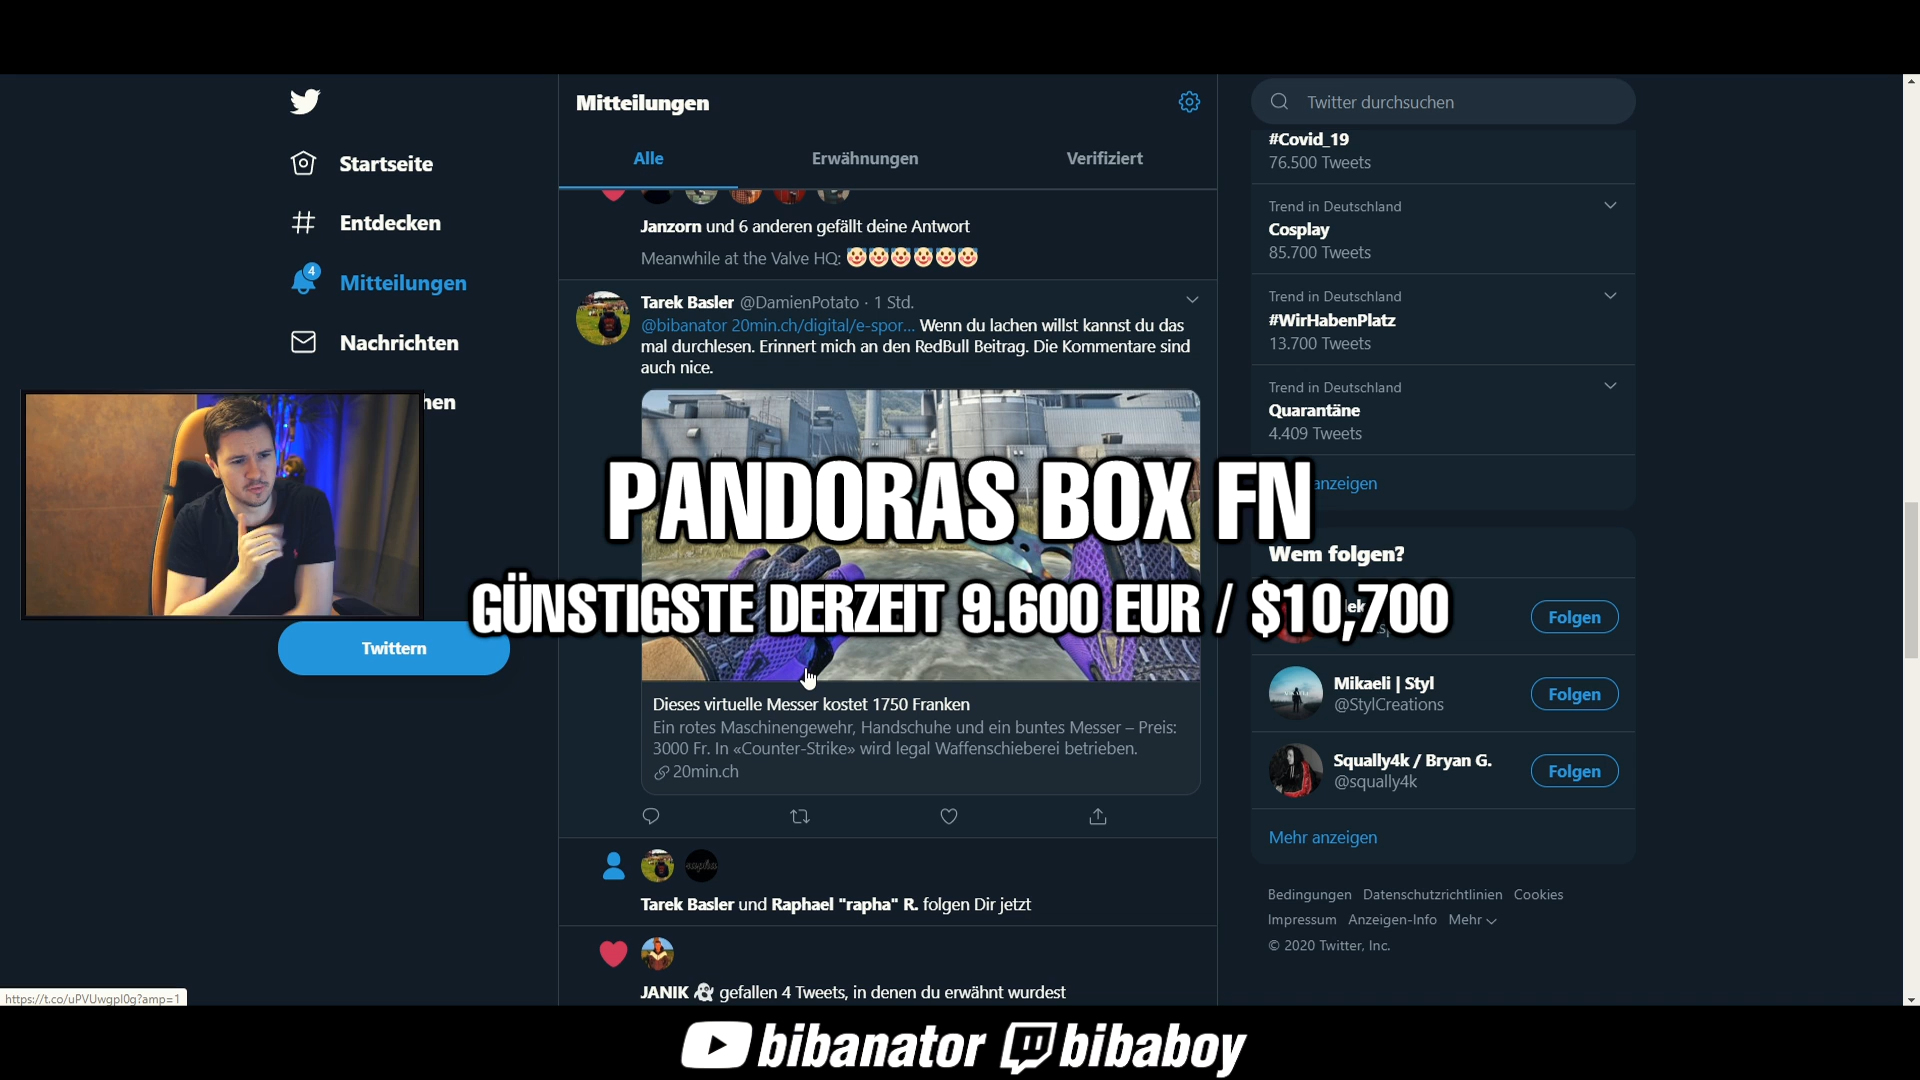 Startseite
Entdecken
4
Mitteilungen
Nachrichten
hen
Twittern
Mitteilungen
Alle
Erwähnungen
Verifiziert
Janzorn und 6 anderen gefällt deine Antwort
Meanwhile at the Valve HQ: 🤡🤡🤡🤡🤡🤡
Tarek Basler @DamienPotato · 1 Std.
@bibanator 20min.ch/digital/e-spor... Wenn du lachen willst kannst du das
mal durchlesen. Erinnert mich an den RedBull Beitrag. Die Kommentare sind
auch nice.
PANDORAS BOX FN
GÜNSTIGSTE DERZEIT 9.600 EUR / $10,700
Dieses virtuelle Messer kostet 1750 Franken
Ein rotes Maschinengewehr, Handschuhe und ein buntes Messer – Preis:
3000 Fr. In «Counter-Strike» wird legal Waffenschieberei betrieben.
20min.ch
Tarek Basler und Raphael "rapha" R. folgen Dir jetzt
JANIK 👻 gefallen 4 Tweets, in denen du erwähnt wurdest
Twitter durchsuchen
#Covid_19
76.500 Tweets
Trend in Deutschland
Cosplay
85.700 Tweets
Trend in Deutschland
#WirHabenPlatz
13.700 Tweets
Trend in Deutschland
Quarantäne
4.409 Tweets
anzeigen
Wem folgen?
Folgen
Mikaeli | Styl
@StylCreations
Folgen
Squally4k / Bryan G.
@squally4k
Folgen
Mehr anzeigen
Bedingungen Datenschutzrichtlinien Cookies
Impressum Anzeigen-Info Mehr
© 2020 Twitter, Inc.
https://t.co/uPVUwgpl0g?amp=1
bibanator bibaboy